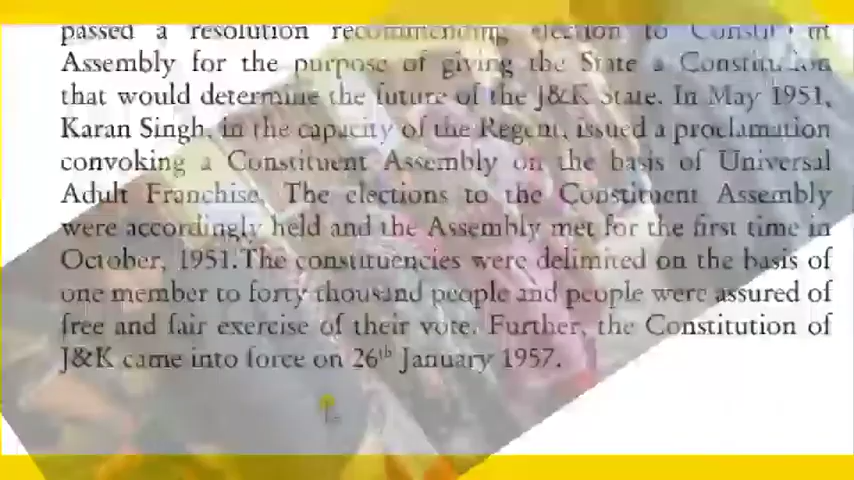 passed a resolution recommending election to Constituent
Assembly for the purpose of giving the State a Constitution
that would determine the future of the J&K State. In May 1951,
Karan Singh, in the capacity of the Regent, issued a proclamation
convoking a Constituent Assembly on the basis of Universal
Adult Franchise. The elections to the Constituent Assembly
were accordingly held and the Assembly met for the first time in
October, 1951.The constituencies were delimited on the basis of
one member to forty thousand people and people were assured of
free and fair exercise of their vote. Further, the Constitution of
J&K came into force on 26th January 1957.